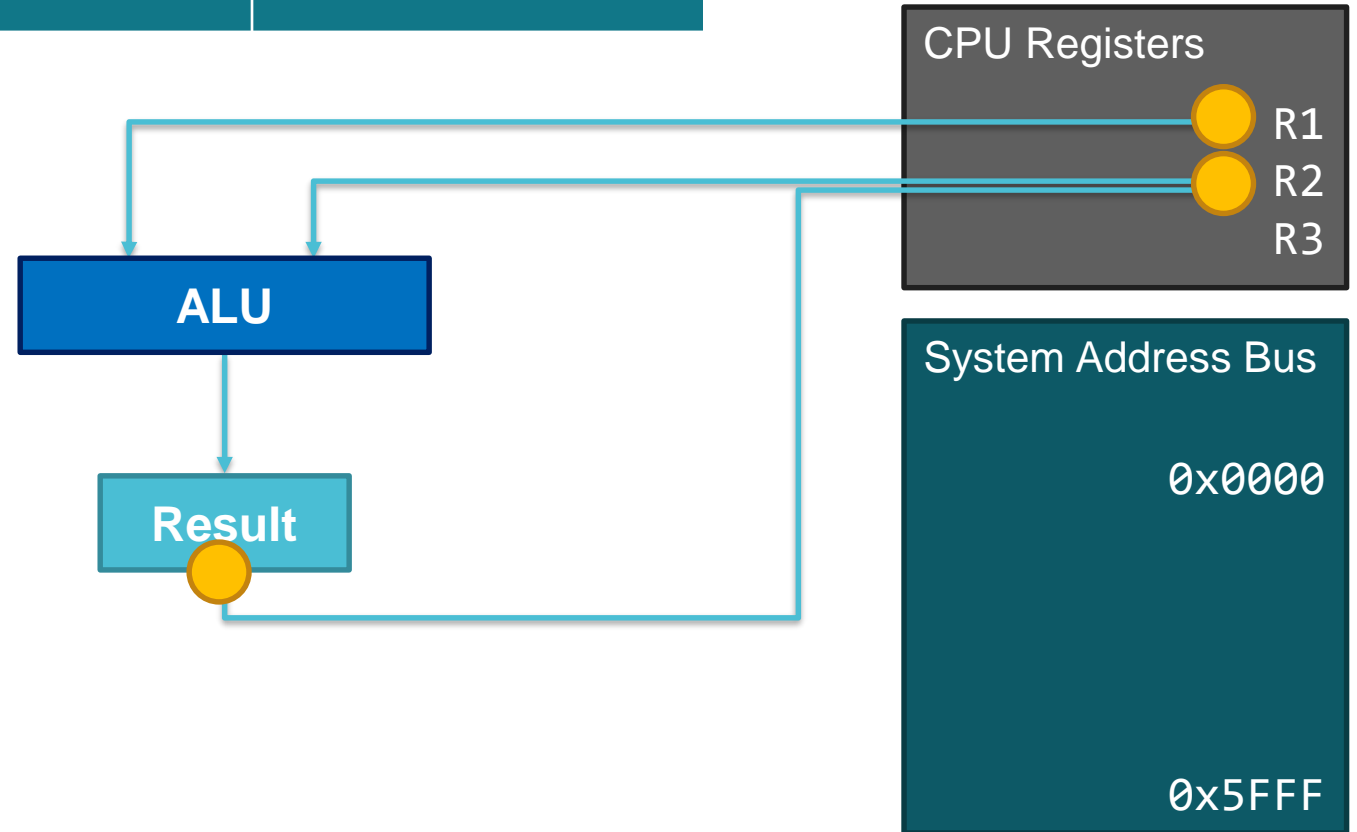 CPU Registers
R1
R2
R3
ALU
System Address Bus
0x0000
Result
0x5FFF